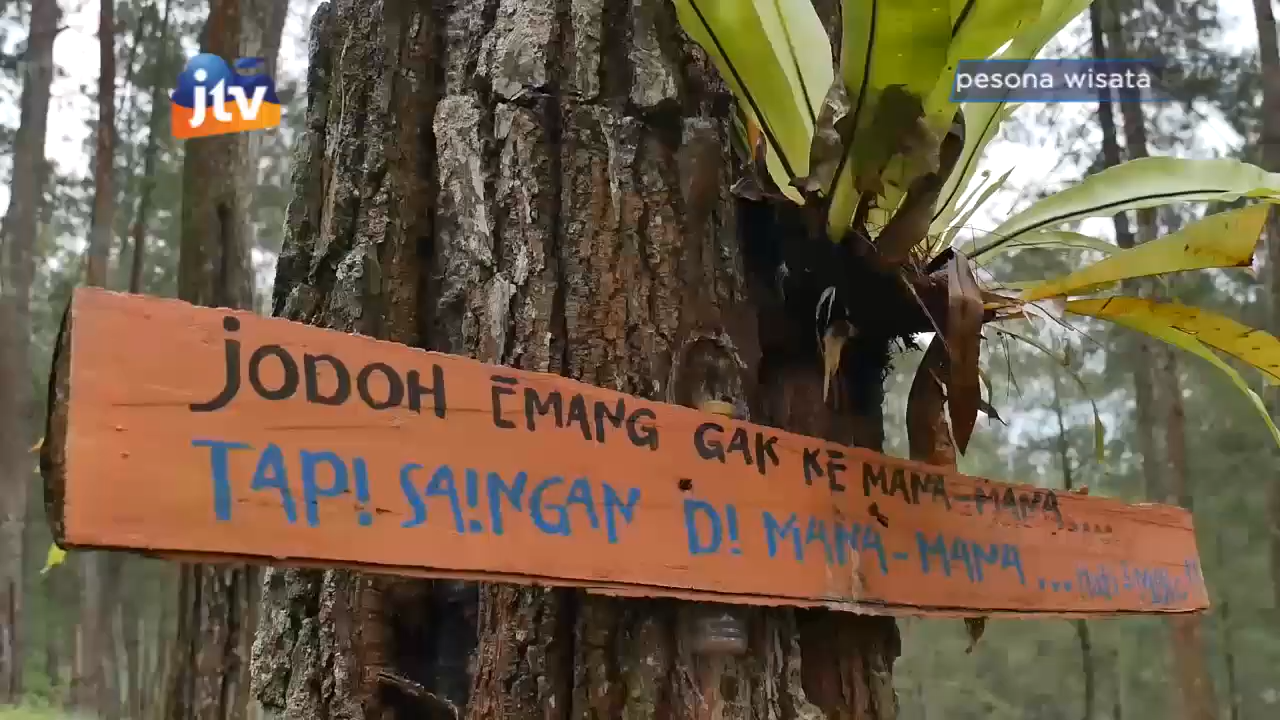 jtv
pesona wisata
JODOH EMANG GAK KE MANA-MANA....
TAPI SAINGAN DI MANA-MANA...